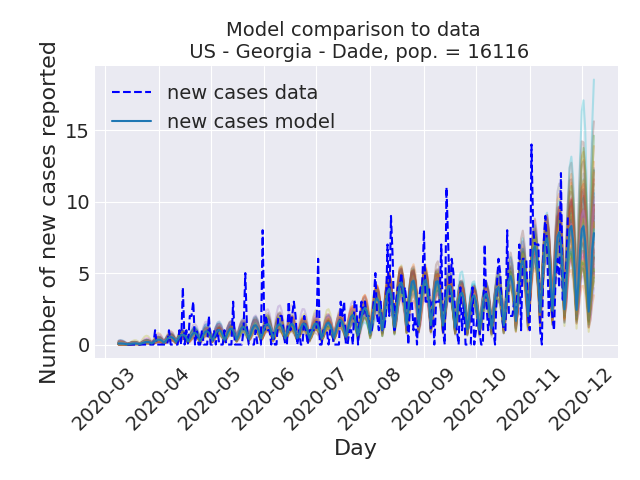 Model comparison to data
US - Georgia - Dade, pop. = 16116
new cases data
new cases model
Number of new cases reported
15
10
5
0
2020-03
2020-04
2020-05
2020-06
2020-07
2020-08
2020-09
2020-10
2020-11
2020-12
Day